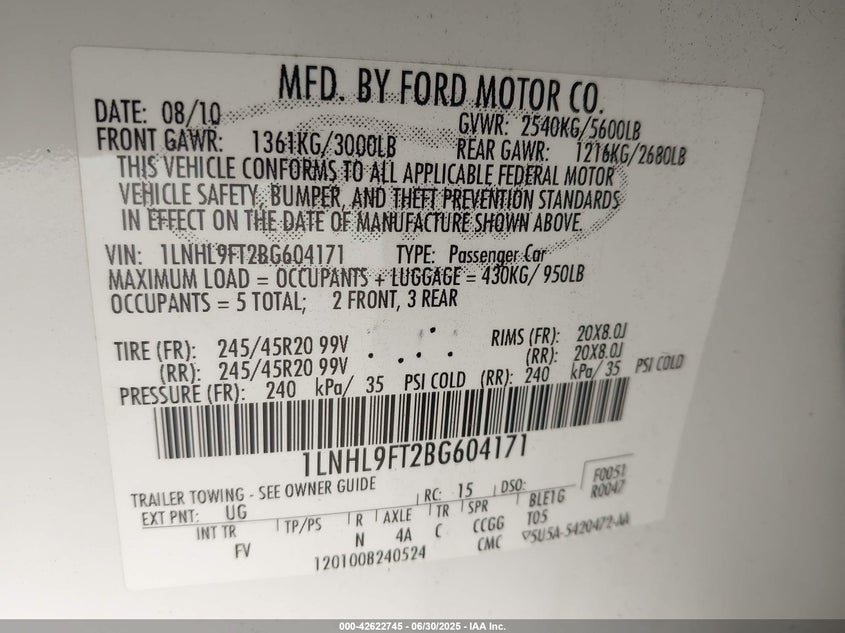 MFD. BY FORD MOTOR CO.
DATE: 08/10 GVWR: 2540KG/5600LB
FRONT GAWR: 1361KG/3000LB REAR GAWR: 1216KG/2680LB
THIS VEHICLE CONFORMS TO ALL APPLICABLE FEDERAL MOTOR
VEHICLE SAFETY, BUMPER, AND THEFT PREVENTION STANDARDS
IN EFFECT ON THE DATE OF MANUFACTURE SHOWN ABOVE.
VIN: 1LNHL9FT2BG604171 TYPE: Passenger Car
MAXIMUM LOAD = OCCUPANTS + LUGGAGE = 430KG/ 950LB
OCCUPANTS = 5 TOTAL; 2 FRONT, 3 REAR
TIRE (FR): 245/45R20 99V RIMS (FR): 20X8.0J
(RR): 245/45R20 99V (RR): 20X8.0J
PRESSURE (FR): 240 kPa/ 35 PSI COLD (RR): 240 kPa/ 35 PSI COLD
1LNHL9FT2BG604171
TRAILER TOWING - SEE OWNER GUIDE
EXT PNT: UG RC: 15 DSO: F0051
R0047
INT TR TP/PS R AXLE TR SPR BLE1G
FV N 4A C CCGG T05
120100B240524 CMC 5U5A-5420472-AA
000-42622745 - 06/30/2025 - IAA Inc.